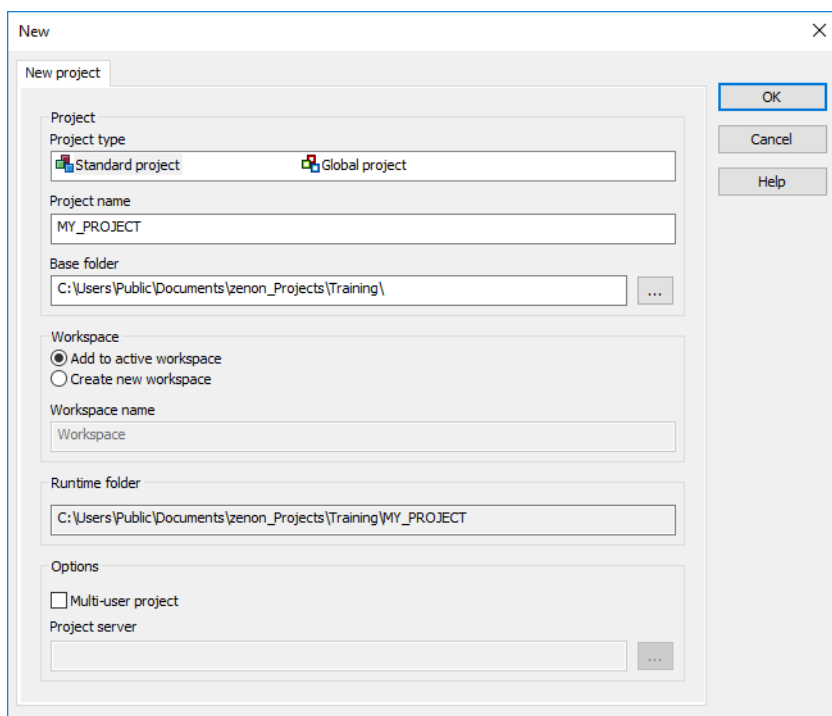 New
New project
OK
Cancel
Help
Project
Project type
Standard project Global project
Project name
MY_PROJECT
Base folder
C:\Users\Public\Documents\zenon_Projects\Training\
...
Workspace
Add to active workspace
Create new workspace
Workspace name
Workspace
Runtime folder
C:\Users\Public\Documents\zenon_Projects\Training\MY_PROJECT
Options
Multi-user project
Project server
...